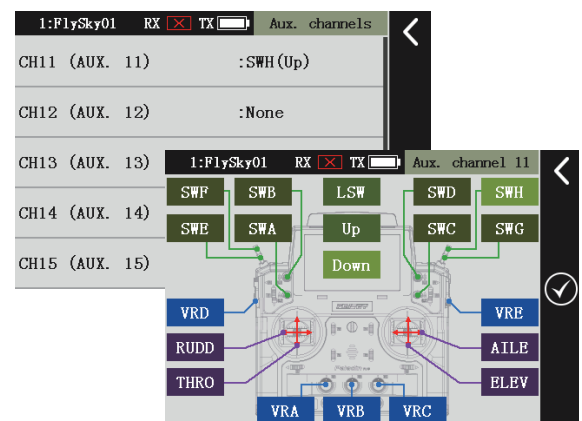 1:FlySky01 RX TX Aux. channels
CH11 (AUX. 11) :SWH(Up)
CH12 (AUX. 12) :None
CH13 (AUX. 13)
CH14 (AUX. 14)
CH15 (AUX. 15)
1:FlySky01 RX TX Aux. channel 11
SWF SWB LSW SWD SWH
SWE SWA Up SWC SWG
Down
VRD VRE
RUDD AILE
THRO ELEV
VRA VRB VRC